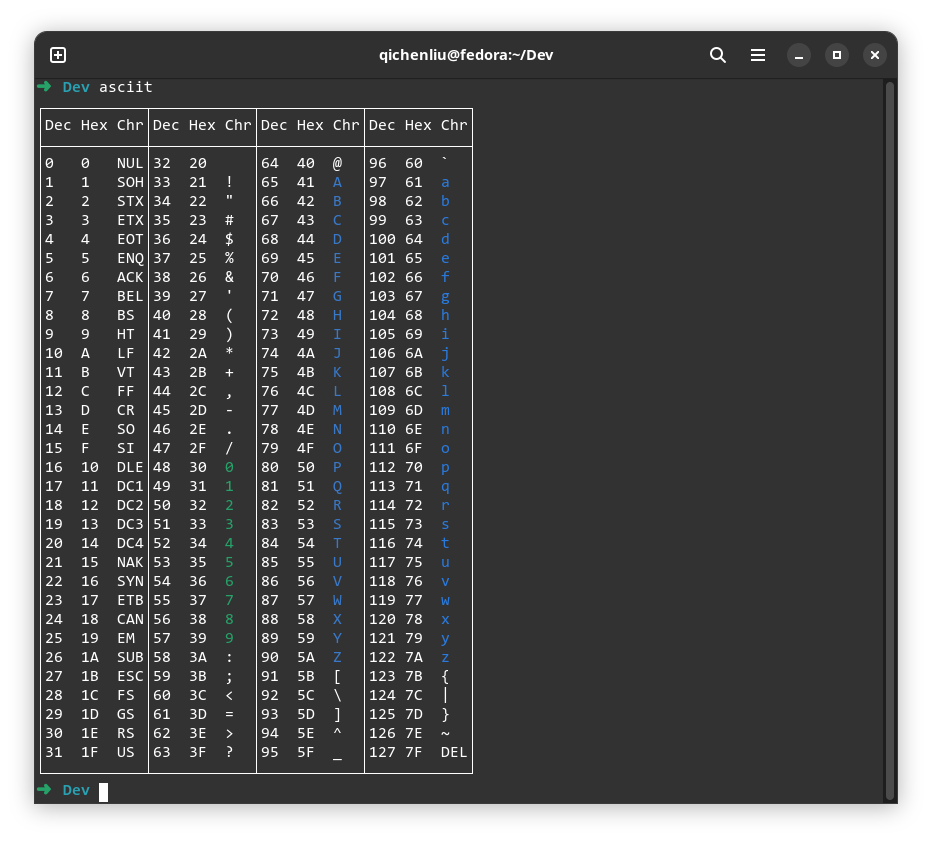 qichenliu@fedora:~/Dev
➜ Dev asciit
Dec Hex Chr Dec Hex Chr Dec Hex Chr Dec Hex Chr
0 0 NUL 32 20 64 40 @ 96 60 `
1 1 SOH 33 21 ! 65 41 A 97 61 a
2 2 STX 34 22 " 66 42 B 98 62 b
3 3 ETX 35 23 # 67 43 C 99 63 c
4 4 EOT 36 24 $ 68 44 D 100 64 d
5 5 ENQ 37 25 % 69 45 E 101 65 e
6 6 ACK 38 26 & 70 46 F 102 66 f
7 7 BEL 39 27 ' 71 47 G 103 67 g
8 8 BS 40 28 ( 72 48 H 104 68 h
9 9 HT 41 29 ) 73 49 I 105 69 i
10 A LF 42 2A * 74 4A J 106 6A j
11 B VT 43 2B + 75 4B K 107 6B k
12 C FF 44 2C , 76 4C L 108 6C l
13 D CR 45 2D - 77 4D M 109 6D m
14 E SO 46 2E . 78 4E N 110 6E n
15 F SI 47 2F / 79 4F O 111 6F o
16 10 DLE 48 30 0 80 50 P 112 70 p
17 11 DC1 49 31 1 81 51 Q 113 71 q
18 12 DC2 50 32 2 82 52 R 114 72 r
19 13 DC3 51 33 3 83 53 S 115 73 s
20 14 DC4 52 34 4 84 54 T 116 74 t
21 15 NAK 53 35 5 85 55 U 117 75 u
22 16 SYN 54 36 6 86 56 V 118 76 v
23 17 ETB 55 37 7 87 57 W 119 77 w
24 18 CAN 56 38 8 88 58 X 120 78 x
25 19 EM 57 39 9 89 59 Y 121 79 y
26 1A SUB 58 3A : 90 5A Z 122 7A z
27 1B ESC 59 3B ; 91 5B [ 123 7B {
28 1C FS 60 3C < 92 5C \ 124 7C |
29 1D GS 61 3D = 93 5D ] 125 7D }
30 1E RS 62 3E > 94 5E ^ 126 7E ~
31 1F US 63 3F ? 95 5F _ 127 7F DEL
➜ Dev